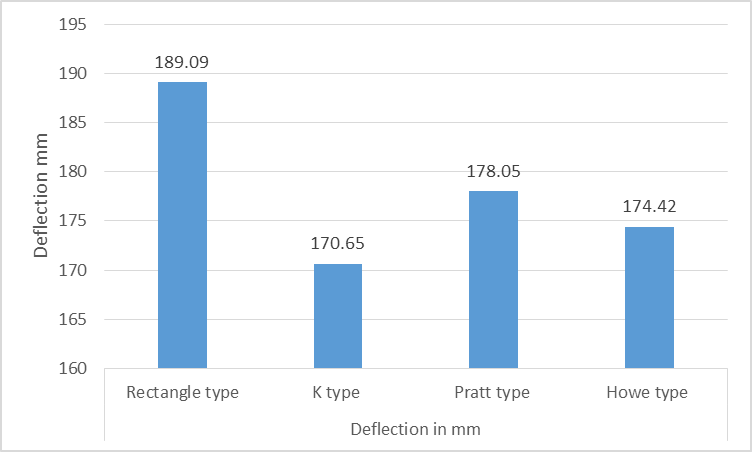 195
190
185
180
175
170
165
160
Deflection mm
189.09
170.65
178.05
174.42
Rectangle type
K type
Pratt type
Howe type
Deflection in mm